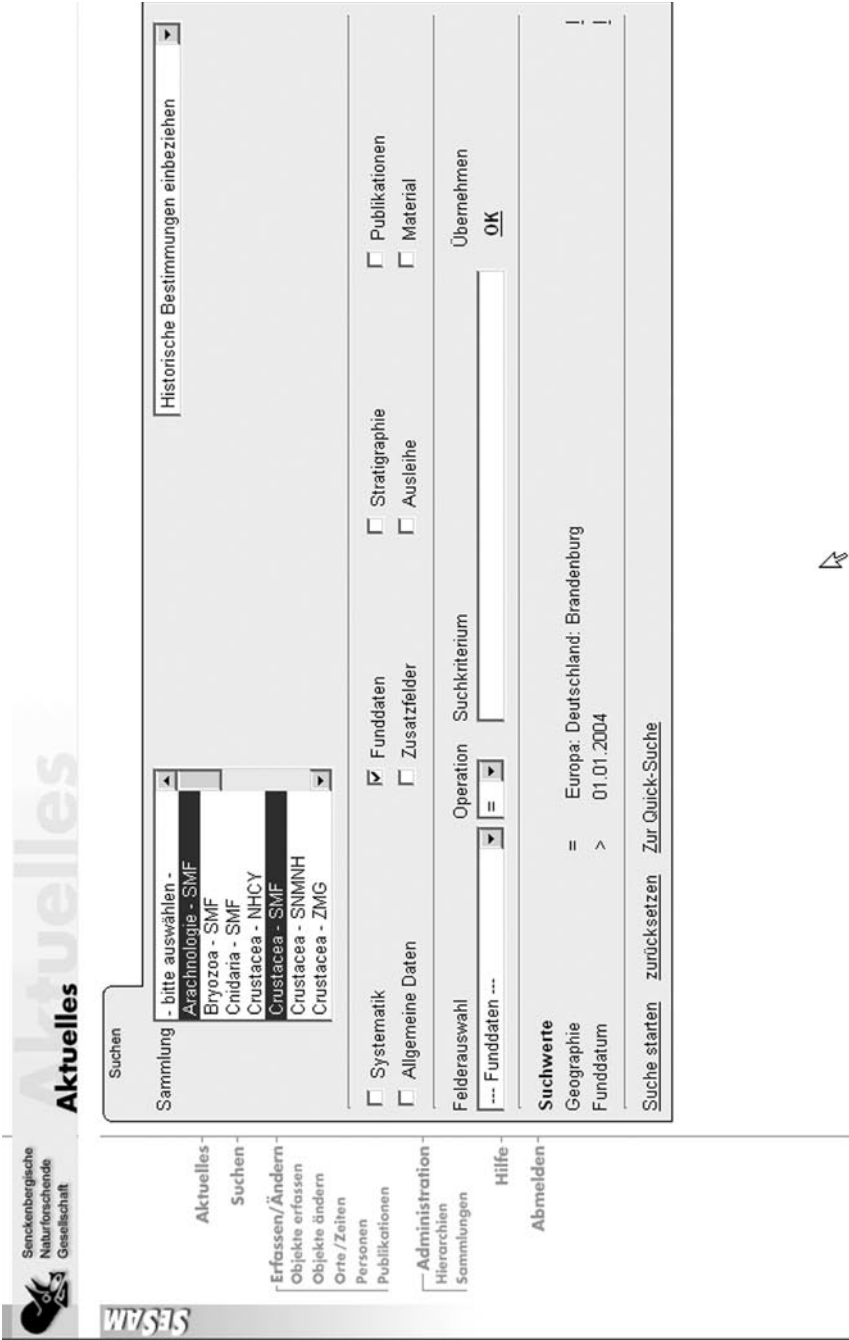 Senckenbergische
Naturforschende
Gesellschaft
Aktuelles
Aktuelles
SESAM
Aktuelles
Suchen
Erfassen/Ändern
Objekte erfassen
Objekte ändern
Orte/Zeiten
Personen
Publikationen
Administration
Hierarchien
Sammlungen
Hilfe
Abmelden
Suchen
Sammlung
- bitte auswählen -
Arachnologie - SMF
Bryozoa - SMF
Cnidaria - SMF
Crustacea - NHCY
Crustacea - SMF
Crustacea - SNMNH
Crustacea - ZMG
Historische Bestimmungen einbeziehen
Systematik Funddaten Stratigraphie Publikationen
Allgemeine Daten Zusatzfelder Ausleihe Material
Felderauswahl Operation Suchkriterium Übernehmen
--- Funddaten --- = OK
Suchwerte
Geographie = Europa: Deutschland: Brandenburg !
Funddatum > 01.01.2004 !
Suche starten zurücksetzen Zur Quick-Suche